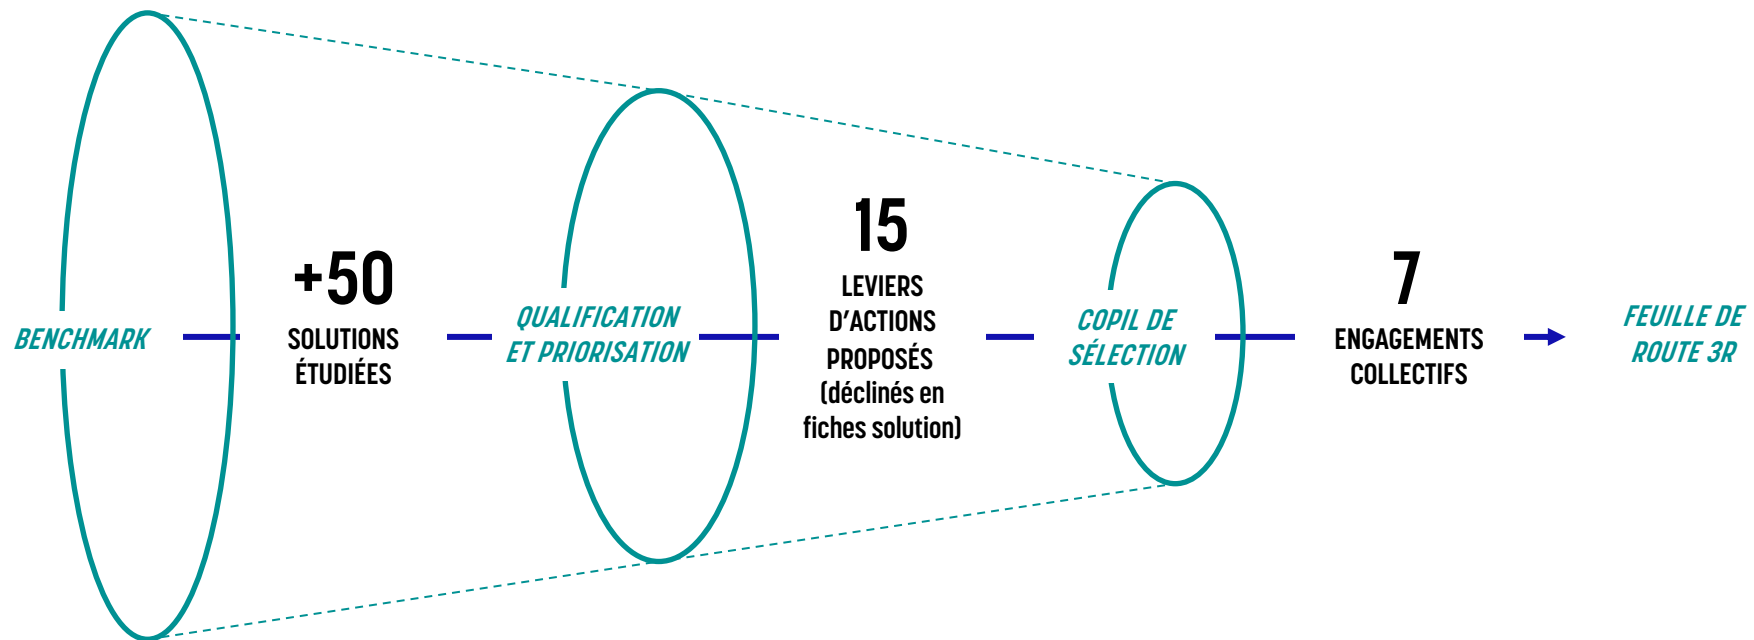 BENCHMARK
+50
SOLUTIONS
ÉTUDIÉES
QUALIFICATION
ET PRIORISATION
15
LEVIERS
D'ACTIONS
PROPOSÉS
(déclinés en
fiches solution)
COPIL DE
SÉLECTION
7
ENGAGEMENTS
COLLECTIFS
FEUILLE DE
ROUTE 3R